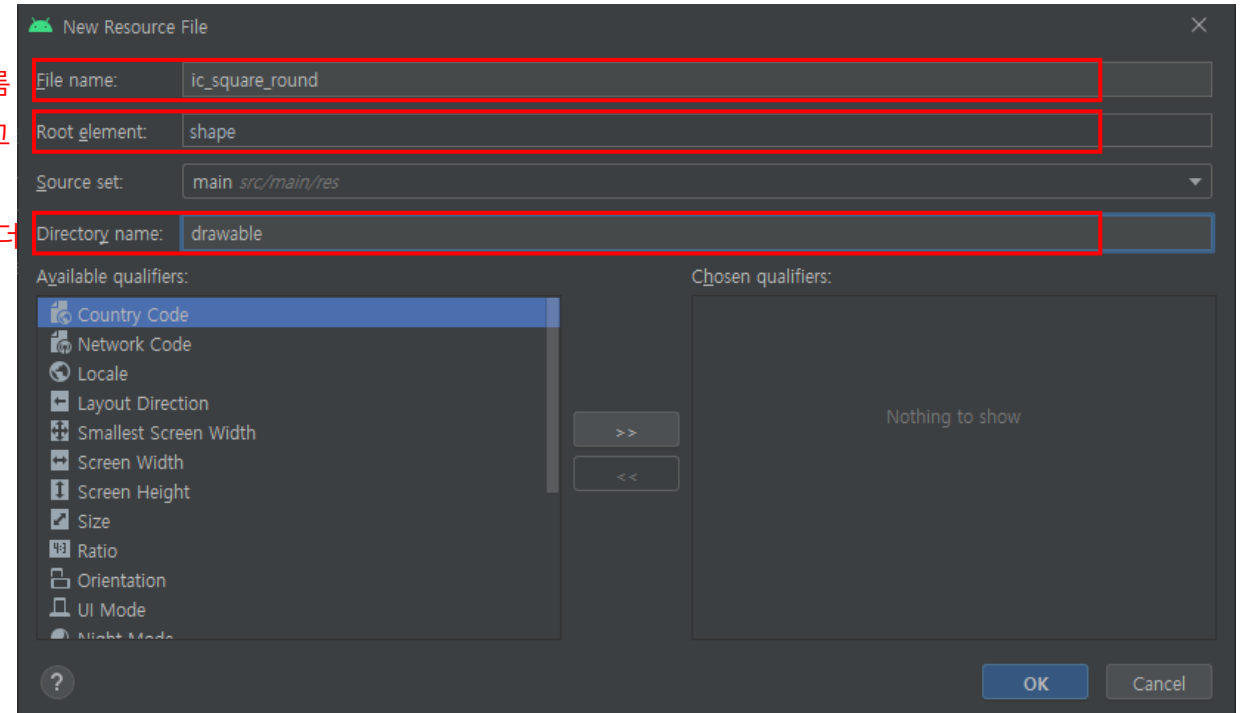 New Resource File
File name: ic_square_round
Root element: shape
Source set: main src/main/res
Directory name: drawable
Available qualifiers:
Chosen qualifiers:
Country Code
Network Code
Locale
Layout Direction
Smallest Screen Width
Screen Width
Screen Height
Size
Ratio
Orientation
UI Mode
Night Mode
>>
<<
Nothing to show
?
OK
Cancel